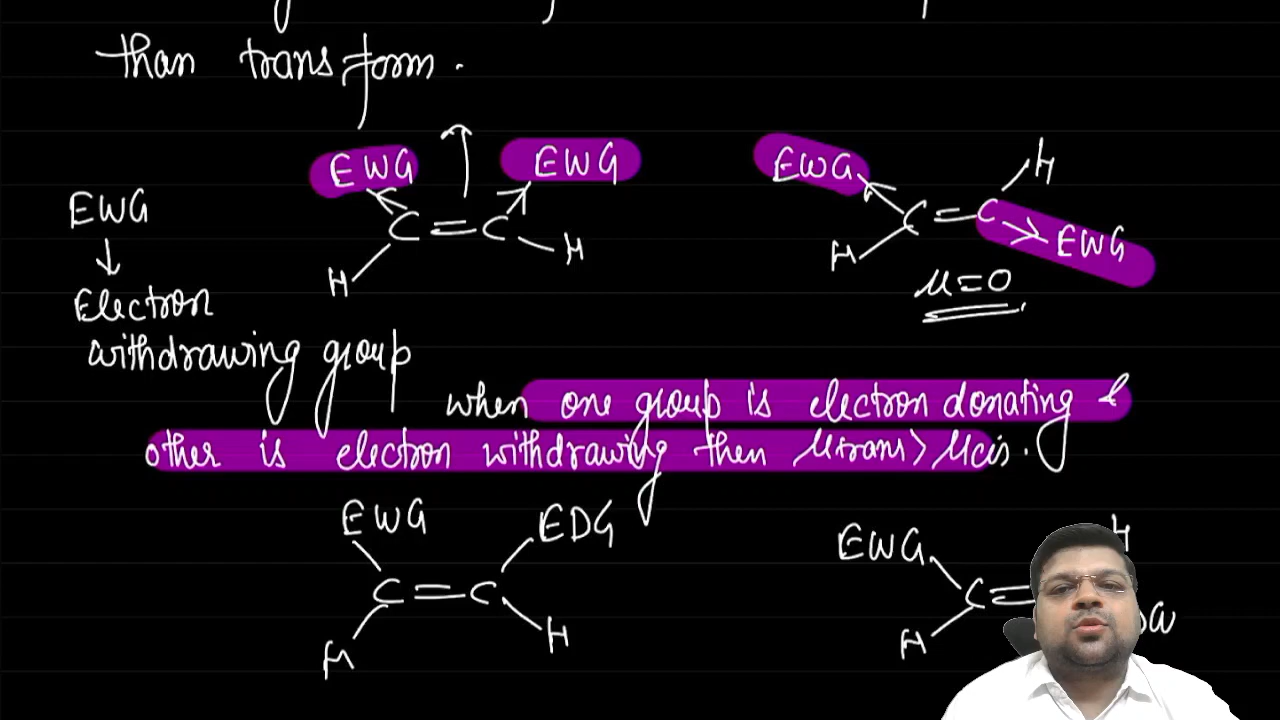 than trans form.
EWG EWG EWG H
EWG C = C C = C
H H H EWG
Electron μ = 0
withdrawing group
when one group is electron donating &
other is electron withdrawing then μtrans > μcis.
EWG EDG EWG H
C = C C =
H H H